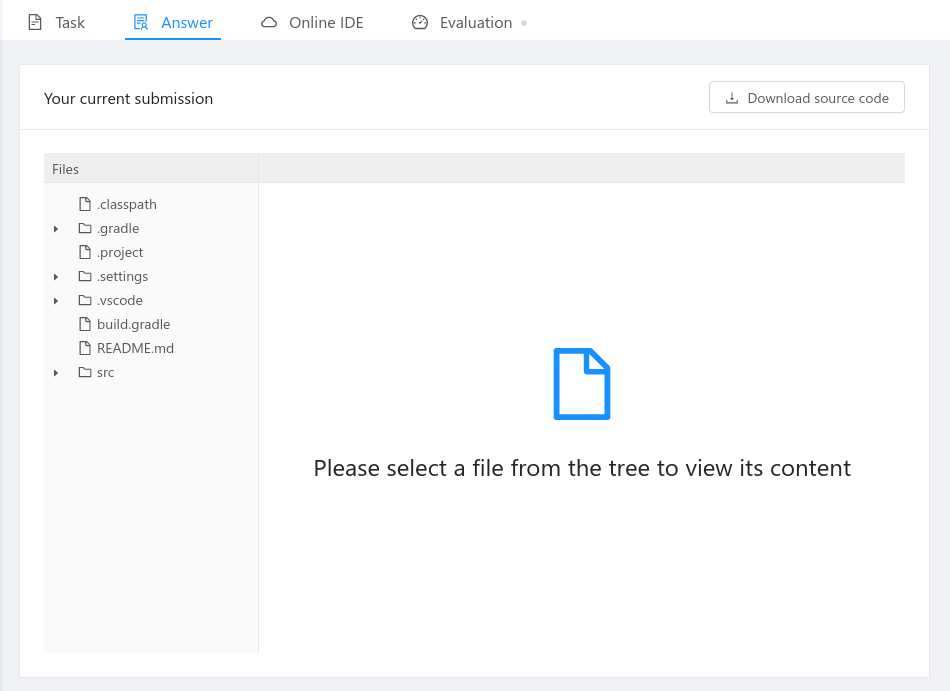 Task Answer Online IDE Evaluation
Your current submission Download source code
Files
.classpath
.gradle
.project
.settings
.vscode
build.gradle
README.md
src
Please select a file from the tree to view its content